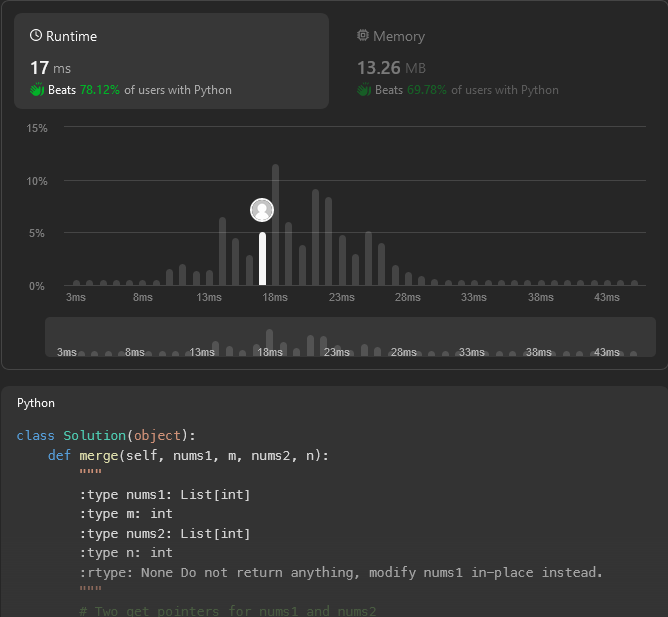 Runtime
Memory
17 ms
13.26 MB
Beats 78.12% of users with Python
Beats 69.78% of users with Python
15%
10%
5%
0%
3ms 8ms 13ms 18ms 23ms 28ms 33ms 38ms 43ms
3ms 8ms 13ms 18ms 23ms 28ms 33ms 38ms 43ms
Python
class Solution(object):
def merge(self, nums1, m, nums2, n):
"""
:type nums1: List[int]
:type m: int
:type nums2: List[int]
:type n: int
:rtype: None Do not return anything, modify nums1 in-place instead.
"""
# Two get pointers for nums1 and nums2